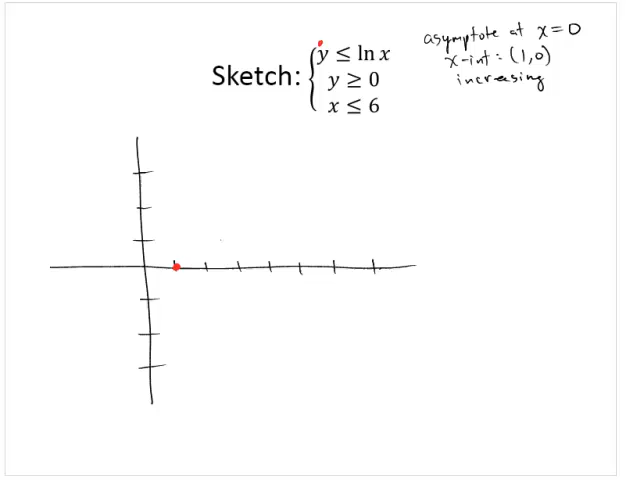 Sketch: { y ≤ ln x
y ≥ 0
x ≤ 6
asymptote at x=0
x-int: (1,0)
increasing